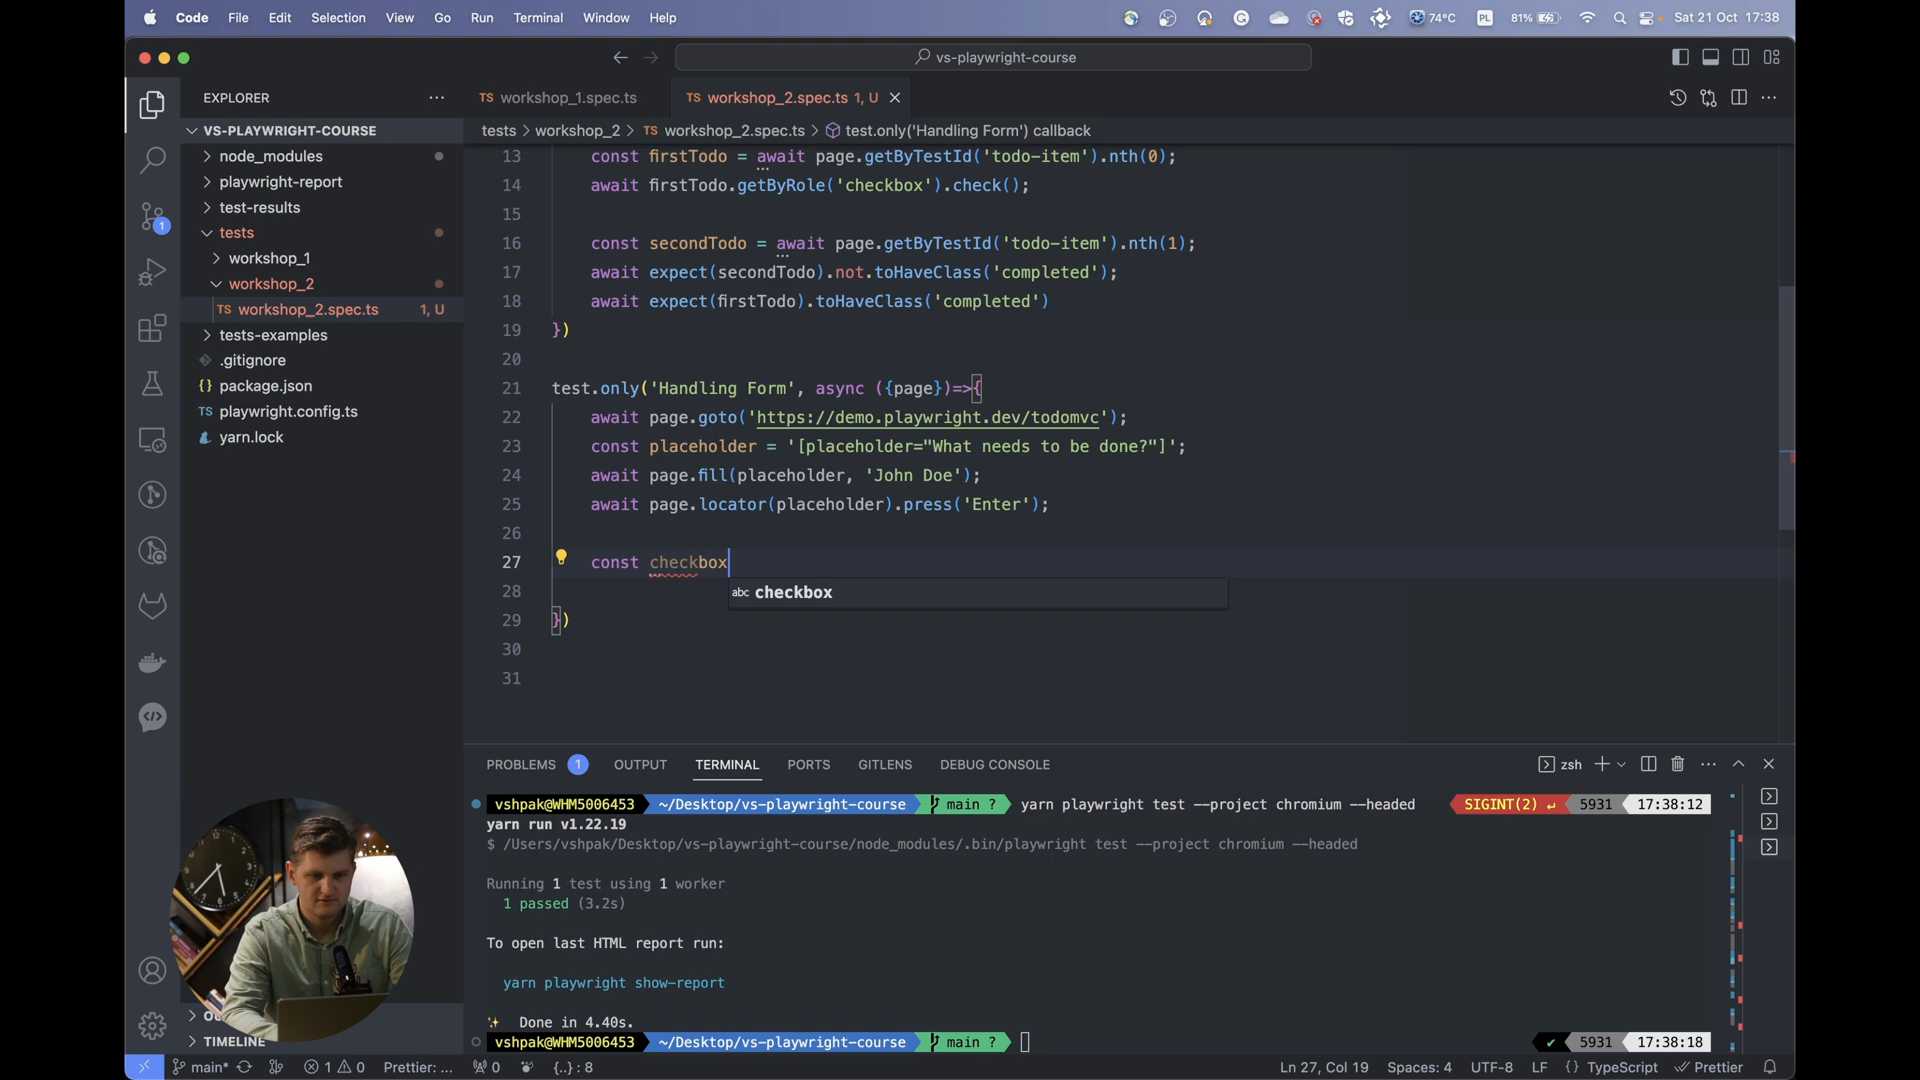 Code File Edit Selection View Go Run Terminal Window Help
74°C PL 81% Sat 21 Oct 17:38
vs-playwright-course
EXPLORER
VS-PLAYWRIGHT-COURSE
node_modules
playwright-report
test-results
tests
workshop_1
workshop_2
TS workshop_2.spec.ts 1, U
tests-examples
.gitignore
{} package.json
TS playwright.config.ts
yarn.lock
TIMELINE
TS workshop_1.spec.ts TS workshop_2.spec.ts 1, U
tests > workshop_2 > TS workshop_2.spec.ts > test.only('Handling Form') callback
13 const firstTodo = await page.getByTestId('todo-item').nth(0);
14 await firstTodo.getByRole('checkbox').check();
15
16 const secondTodo = await page.getByTestId('todo-item').nth(1);
17 await expect(secondTodo).not.toHaveClass('completed');
18 await expect(firstTodo).toHaveClass('completed')
19 })
20
21 test.only('Handling Form', async ({page})=>{
22 await page.goto('https://demo.playwright.dev/todomvc');
23 const placeholder = '[placeholder="What needs to be done?"]';
24 await page.fill(placeholder, 'John Doe');
25 await page.locator(placeholder).press('Enter');
26
27 const checkbox
abc checkbox
28
29 })
30
31
PROBLEMS 1 OUTPUT TERMINAL PORTS GITLENS DEBUG CONSOLE zsh
vshpak@WHM5006453 ~/Desktop/vs-playwright-course main ? yarn playwright test --project chromium --headed SIGINT(2) ↵ 5931 17:38:12
yarn run v1.22.19
$ /Users/vshpak/Desktop/vs-playwright-course/node_modules/.bin/playwright test --project chromium --headed
Running 1 test using 1 worker
1 passed (3.2s)
To open last HTML report run:
yarn playwright show-report
Done in 4.40s.
vshpak@WHM5006453 ~/Desktop/vs-playwright-course main ? ✔ 5931 17:38:18
main* 1 0 Prettier: ... 0 {..} : 8 Ln 27, Col 19 Spaces: 4 UTF-8 LF {} TypeScript Prettier